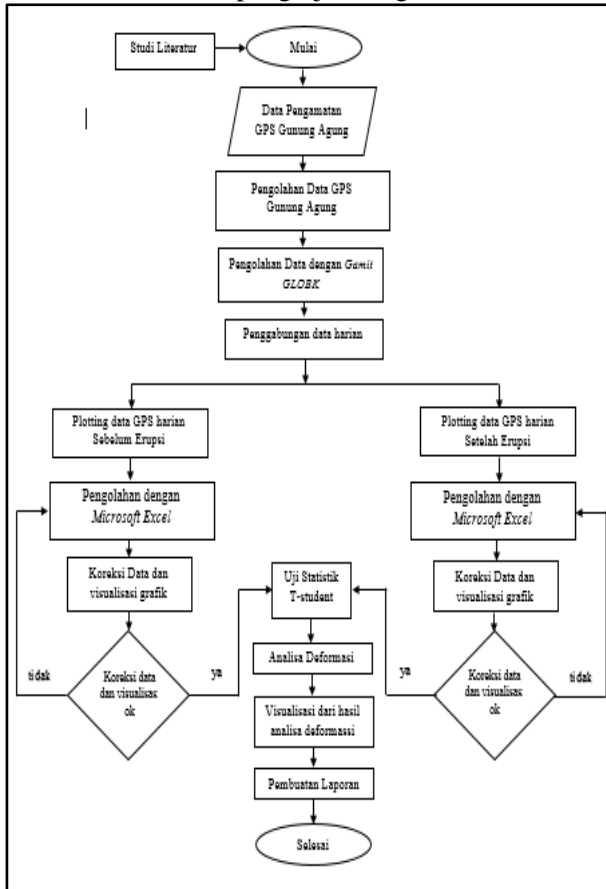 Studi Literatur
Mulai
Data Pengamatan
GPS Gunung Agung
Pengolahan Data GPS
Gunung Agung
Pengolahan Data dengan Gamit
GLOBK
Penggabungan data harian
Plotting data GPS harian
Sebelum Erupsi
Plotting data GPS harian
Setelah Erupsi
Pengolahan dengan
Microsoft Excel
Pengolahan dengan
Microsoft Excel
Koreksi Data dan
visualisasi grafik
Uji Statistik
T-student
Koreksi Data dan
visualisasi grafik
tidak
Koreksi data
dan visualisas
ok
ya
Analisa Deformasi
ya
Koreksi data
dan visualisas
ok
tidak
Visualisasi dari hasil
analisa deformassi
Pembuatan Laporan
Selesai